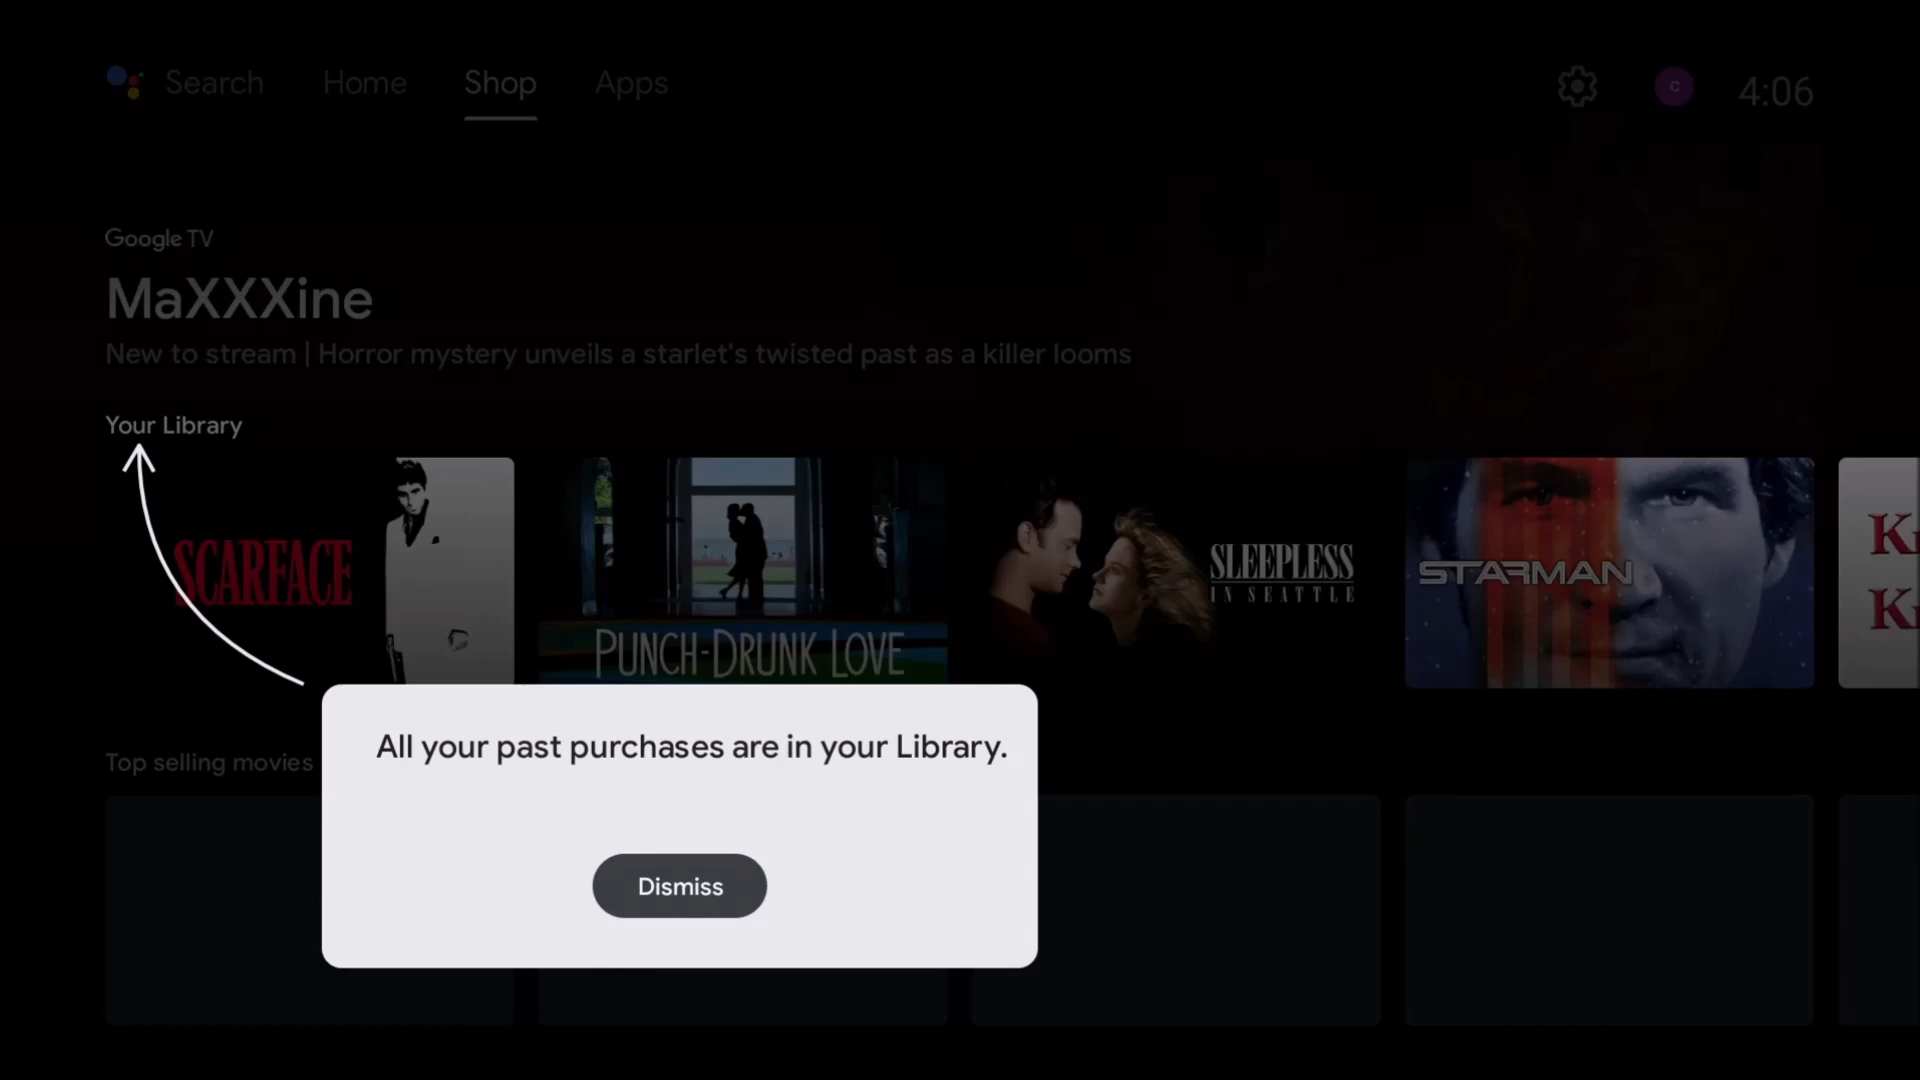 Search Home Shop Apps
C 4:06
Google TV
MaXXXine
New to stream | Horror mystery unveils a starlet's twisted past as a killer looms
Your Library
SCARFACE
PUNCH-DRUNK LOVE
SLEEPLESS
IN SEATTLE
STARMAN
Top selling movies
All your past purchases are in your Library.
Dismiss